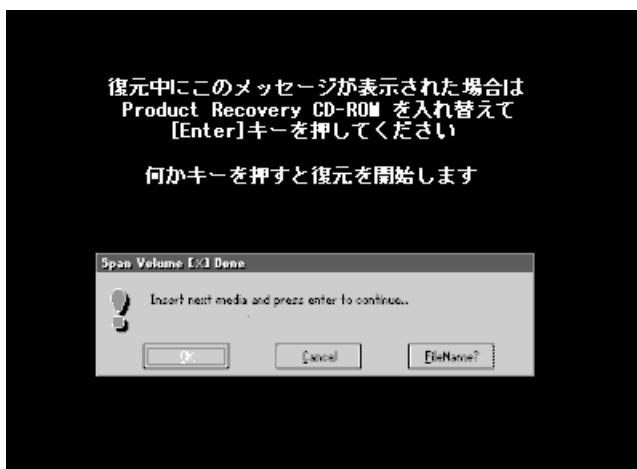 復元中にこのメッセージが表示された場合は
Product Recovery CD-ROM を入れ替えて
[Enter]キーを押してください
何かキーを押すと復元を開始します
Span Volume [X] Done
Insert next media and press enter to continue..
OK
Cancel
FileName?